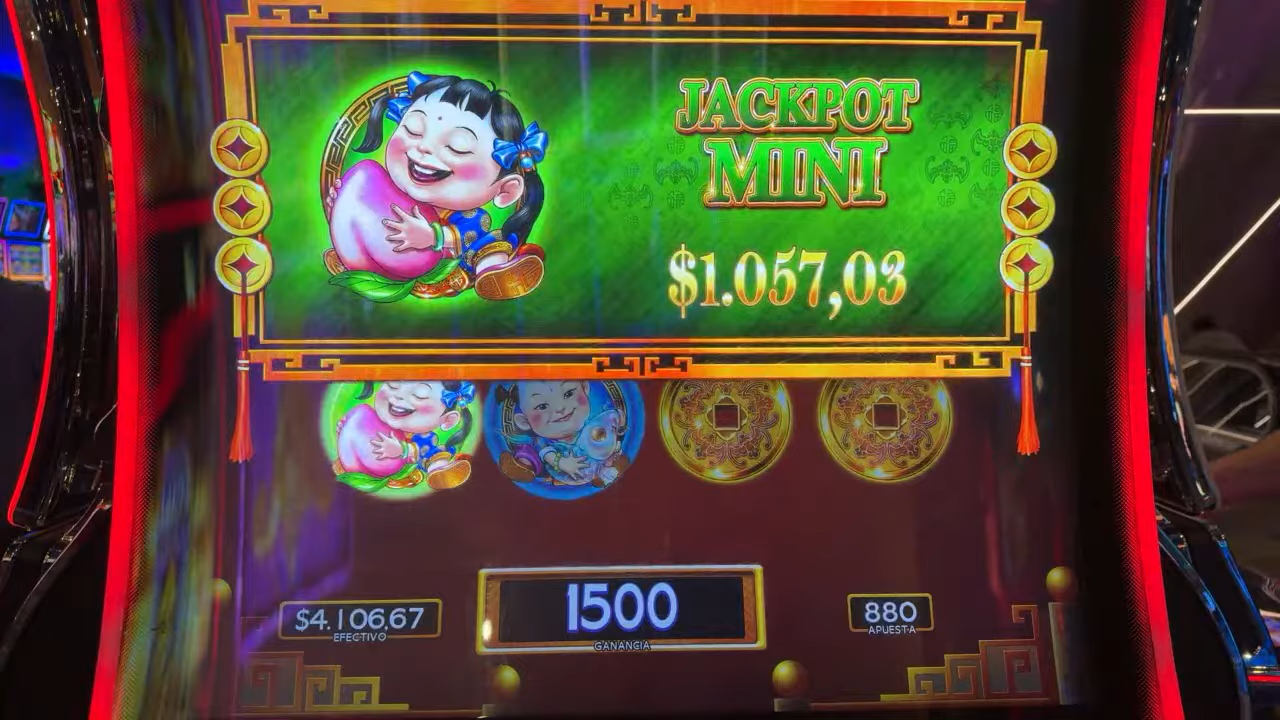 JACKPOT
MINI
$1.057,03
$4.106,67
EFECTIVO
1500
GANANCIA
880
APUESTA